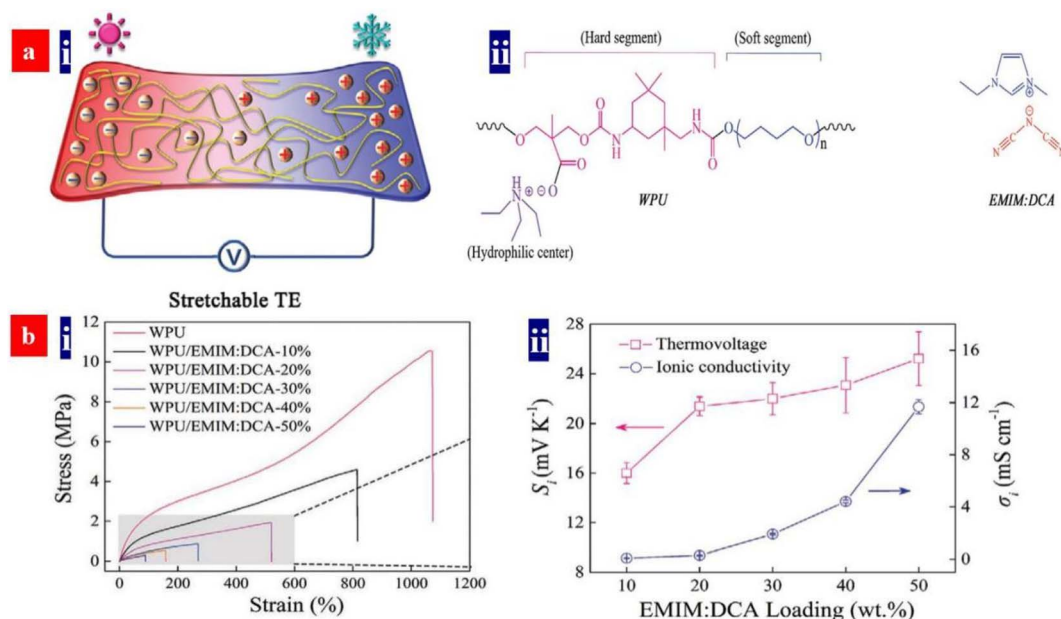 a
i
− − − − − − − − − − −
+ + + + + + + + + + +
V
Stretchable TE
ii
(Hard segment)
(Soft segment)
O
O
O
NH
NH
O
O
O
O
n
O
O
H
N
⊕ ⊖
(Hydrophilic center)
WPU
N
N
⊕
⊖
N
N
N
EMIM:DCA
b
i
Stress (MPa)
12
10
8
6
4
2
0
WPU
WPU/EMIM:DCA-10%
WPU/EMIM:DCA-20%
WPU/EMIM:DCA-30%
WPU/EMIM:DCA-40%
WPU/EMIM:DCA-50%
0 200 400 600 800 1000 1200
Strain (%)
ii
S_i (mV K⁻¹)
28
24
20
16
12
8
Thermovoltage
Ionic conductivity
16
12
8
4
0
σ_i (mS cm⁻¹)
10 20 30 40 50
EMIM:DCA Loading (wt.%)